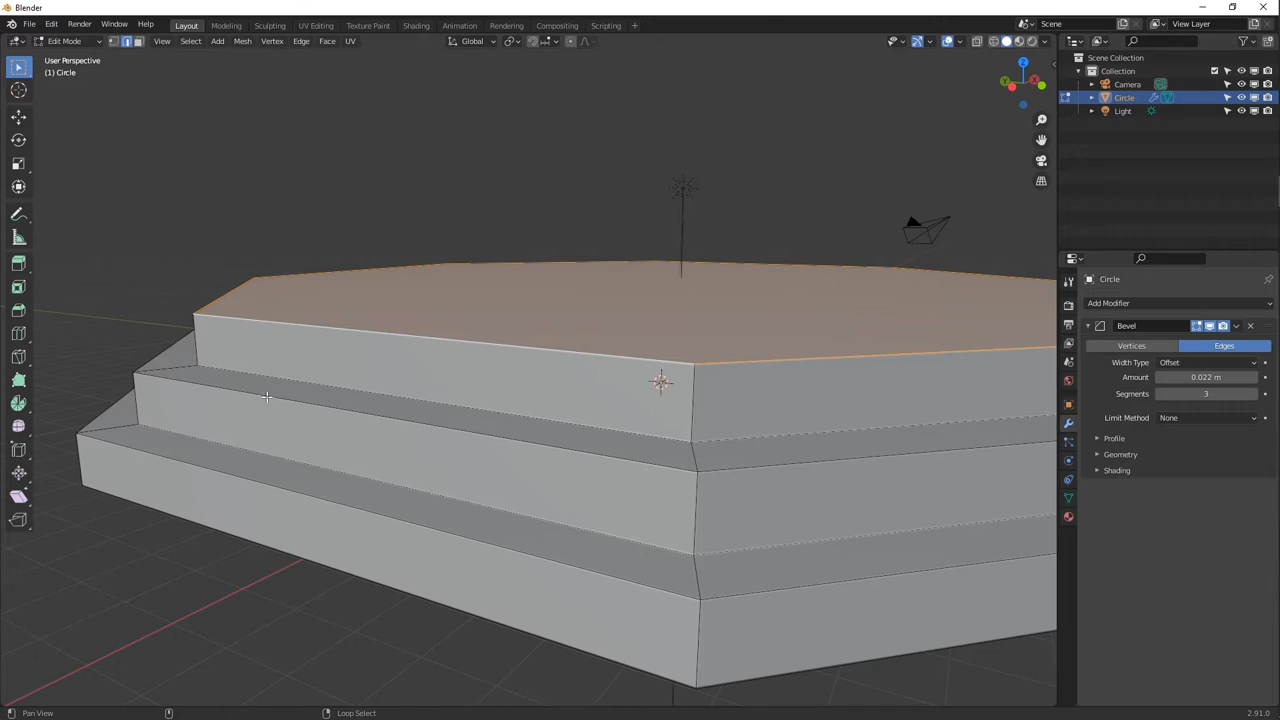 Blender
File Edit Render Window Help Layout Modeling Sculpting UV Editing Texture Paint Shading Animation Rendering Compositing Scripting + Scene View Layer
Edit Mode View Select Add Mesh Vertex Edge Face UV Global
User Perspective
(1) Circle
Z
Y
X
Scene Collection
Collection
Camera
Circle
Light
Circle
Add Modifier
Bevel
Vertices Edges
Width Type Offset
Amount 0.022 m
Segments 3
Limit Method None
Profile
Geometry
Shading
Pan View Loop Select 2.91.0